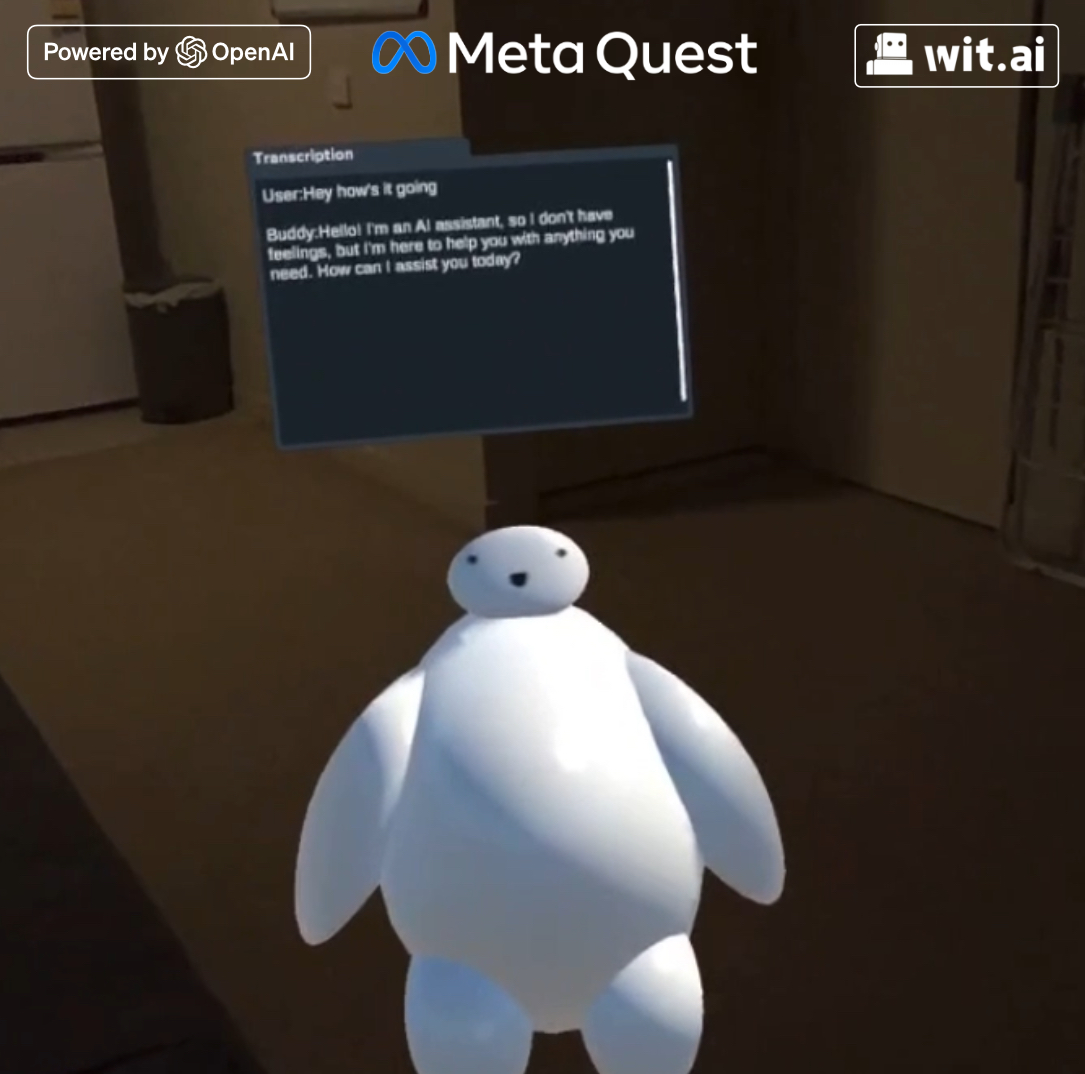 Powered by OpenAI
Meta Quest
wit.ai
Transcription
User:Hey how's it going
Buddy:Hello! I'm an AI assistant, so I don't have
feelings, but I'm here to help you with anything you
need. How can I assist you today?